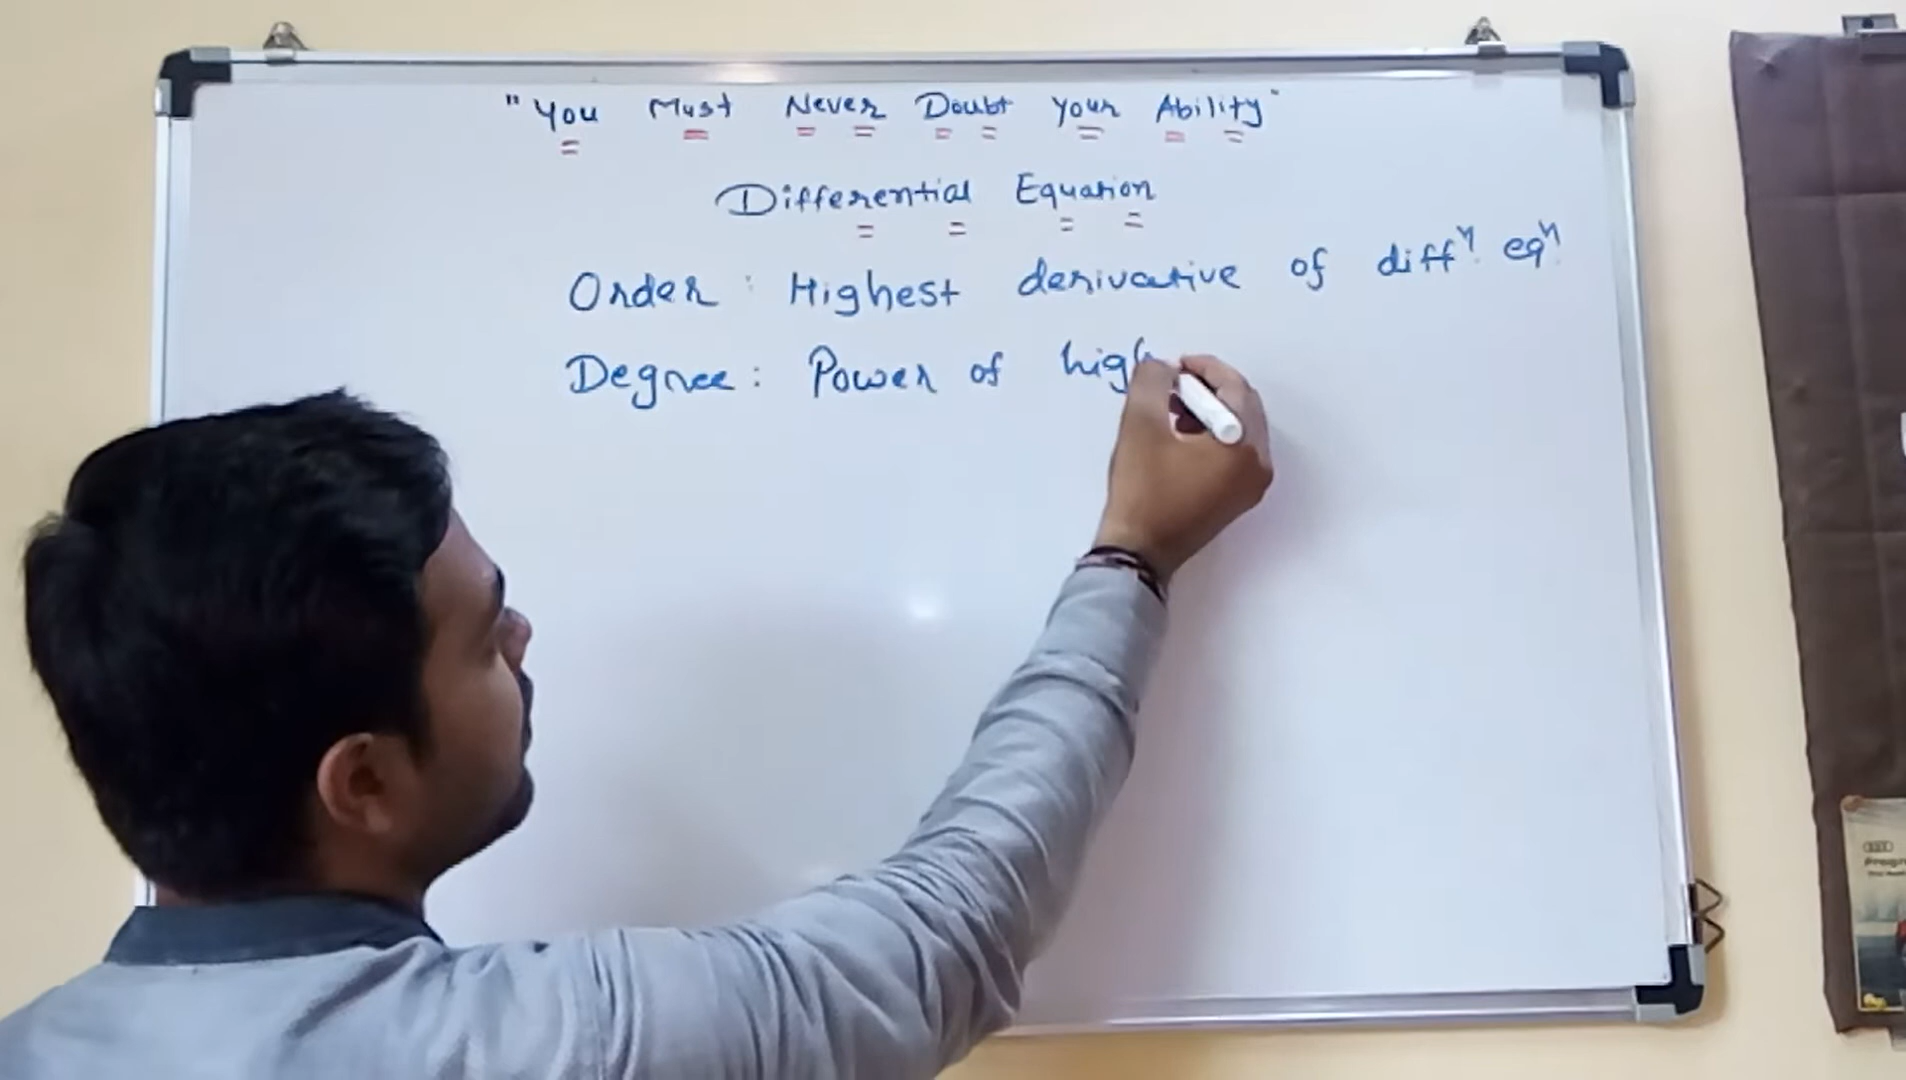 "You Must Never Doubt Your Ability"
Differential Equation
Order : Highest derivative of diffⁿ eqⁿ.
Degree : Power of high